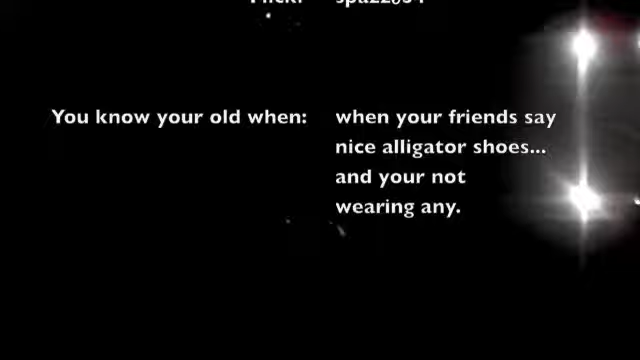 You know your old when: when your friends say
nice alligator shoes...
and your not
wearing any.